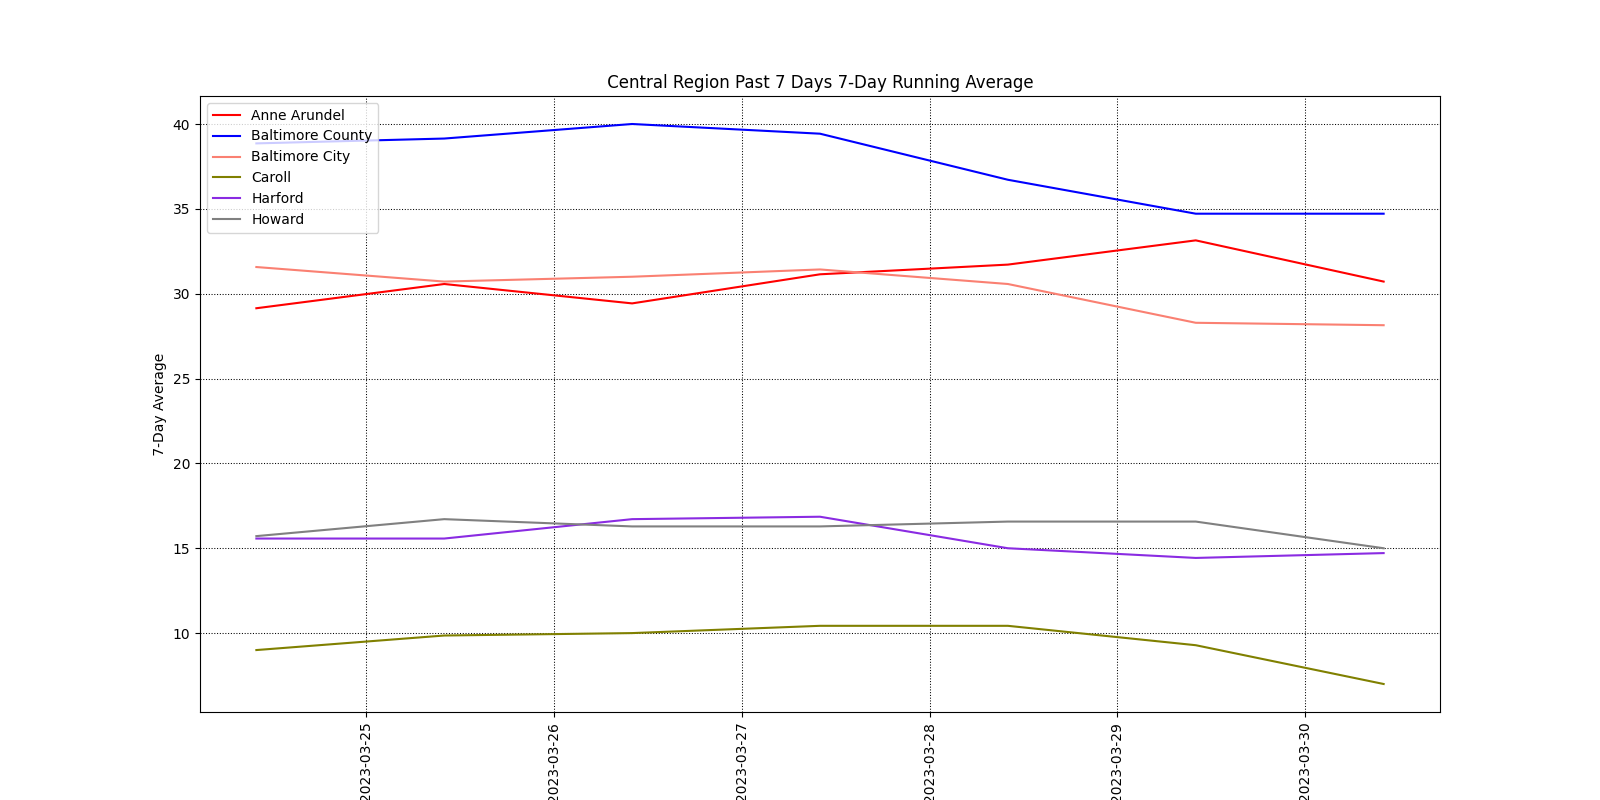 Central Region Past 7 Days 7-Day Running Average
Anne Arundel
Baltimore County
Baltimore City
Caroll
Harford
Howard
40
35
30
25
20
15
10
7-Day Average
2023-03-25
2023-03-26
2023-03-27
2023-03-28
2023-03-29
2023-03-30